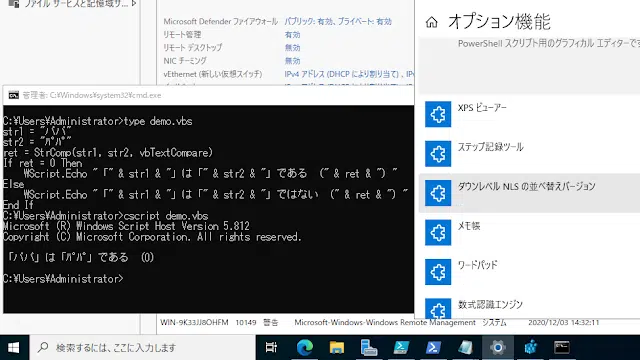 ファイル サービスと記憶域サ...
Microsoft Defender ファイアウォール パブリック: 有効、プライベート: 有効
リモート管理 有効
リモート デスクトップ 無効
NIC チーミング 無効
vEthernet (新しい仮想スイッチ) IPv4 アドレス (DHCP により割り当て) , IP
オプション機能
PowerShell スクリプト用のグラフィカル エディターです
XPS ビューアー
ステップ記録ツール
ダウンレベル NLS の並べ替えバージョン
メモ帳
ワードパッド
数式認識エンジン
管理者: C:¥Windows¥system32¥cmd.exe
C:¥Users¥Administrator>type demo.vbs
str1 = "パパ"
str2 = "ﾊﾟﾊﾟ"
ret = StrComp(str1, str2, vbTextCompare)
If ret = 0 Then
WScript.Echo "「" & str1 & "」は「" & str2 & "」である （" & ret & "）"
Else
WScript.Echo "「" & str1 & "」は「" & str2 & "」ではない （" & ret & "）"
End If
C:¥Users¥Administrator>cscript demo.vbs
Microsoft (R) Windows Script Host Version 5.812
Copyright (C) Microsoft Corporation. All rights reserved.
「パパ」は「ﾊﾟﾊﾟ」である （0）
C:¥Users¥Administrator>
WIN-9K33JJ8OHFM 10149 警告 Microsoft-Windows-Windows Remote Management システム 2020/12/03 14:32:11
検索するには、ここに入力します